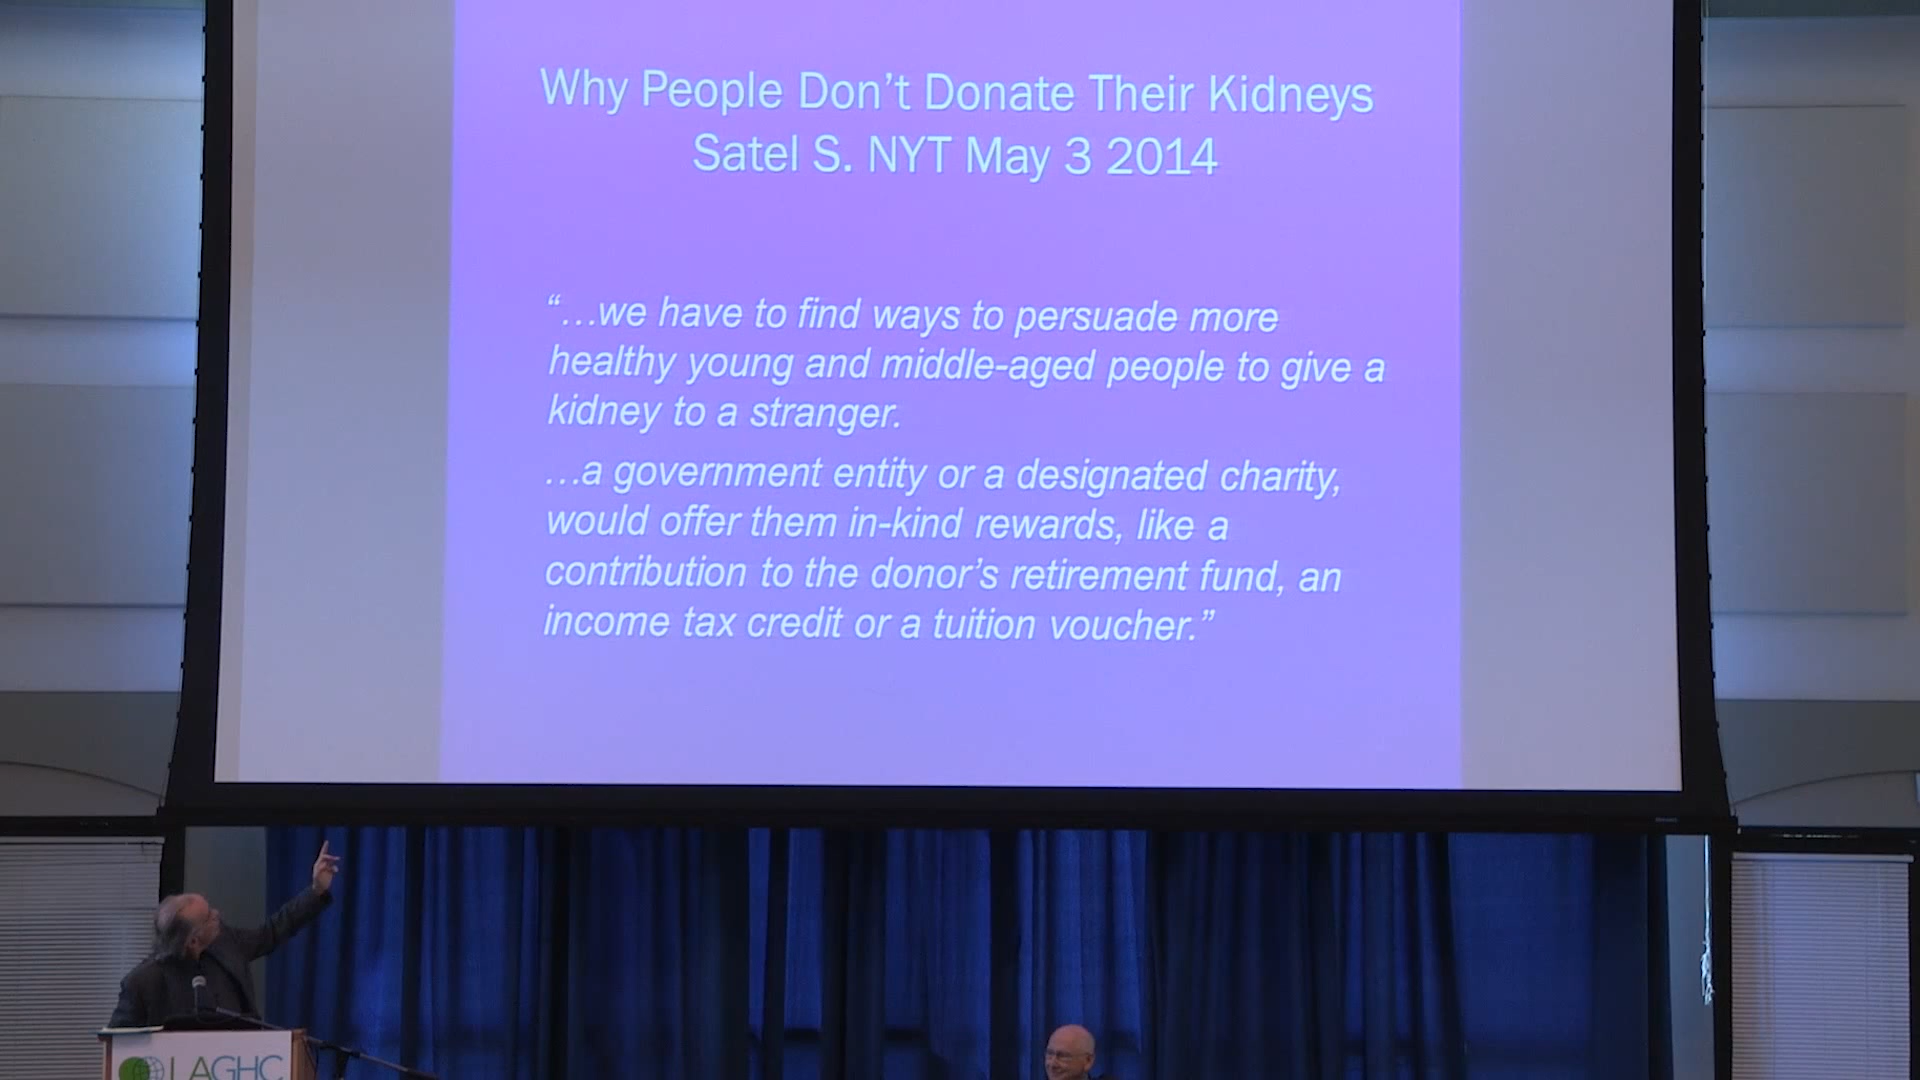 Why People Don't Donate Their Kidneys
Satel S. NYT May 3 2014
“...we have to find ways to persuade more
healthy young and middle-aged people to give a
kidney to a stranger.
...a government entity or a designated charity,
would offer them in-kind rewards, like a
contribution to the donor's retirement fund, an
income tax credit or a tuition voucher.”
LAGHC